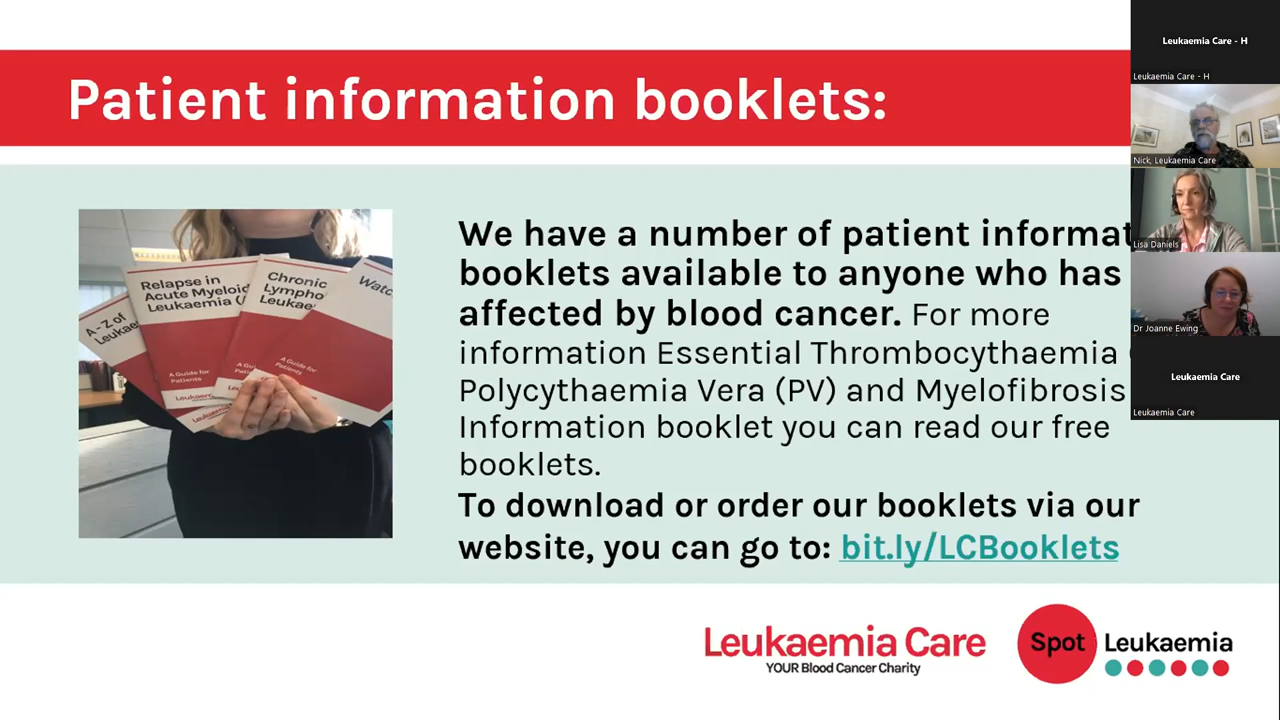 Patient information booklets:
We have a number of patient informat
booklets available to anyone who has
affected by blood cancer. For more
information Essential Thrombocythaemia
Polycythaemia Vera (PV) and Myelofibrosis
Information booklet you can read our free
booklets.
To download or order our booklets via our
website, you can go to: bit.ly/LCBooklets
A-Z of
Leukae
Relapse in
Acute Myeloid
Leukaemia (
A Guide for
Patients
Chronic
Lympho
Leukae
Watc
A Guide for
Patients
Leukaemia Care
YOUR Blood Cancer Charity
Spot Leukaemia
Leukaemia Care - H
Leukaemia Care - H
Nick, Leukaemia Care
Lisa Daniels
Dr Joanne Ewing
Leukaemia Care
Leukaemia Care